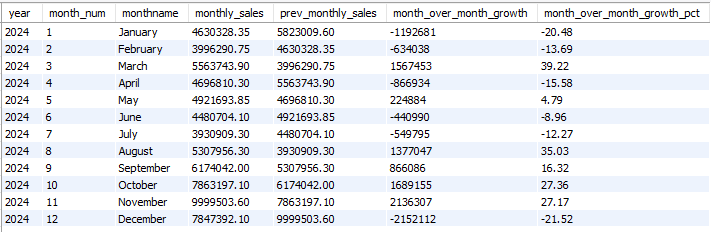 year month_num monthname monthly_sales prev_monthly_sales month_over_month_growth month_over_month_growth_pct
2024 1 January 4630328.35 5823009.60 -1192681 -20.48
2024 2 February 3996290.75 4630328.35 -634038 -13.69
2024 3 March 5563743.90 3996290.75 1567453 39.22
2024 4 April 4696810.30 5563743.90 -866934 -15.58
2024 5 May 4921693.85 4696810.30 224884 4.79
2024 6 June 4480704.10 4921693.85 -440990 -8.96
2024 7 July 3930909.30 4480704.10 -549795 -12.27
2024 8 August 5307956.30 3930909.30 1377047 35.03
2024 9 September 6174042.00 5307956.30 866086 16.32
2024 10 October 7863197.10 6174042.00 1689155 27.36
2024 11 November 9999503.60 7863197.10 2136307 27.17
2024 12 December 7847392.10 9999503.60 -2152112 -21.52